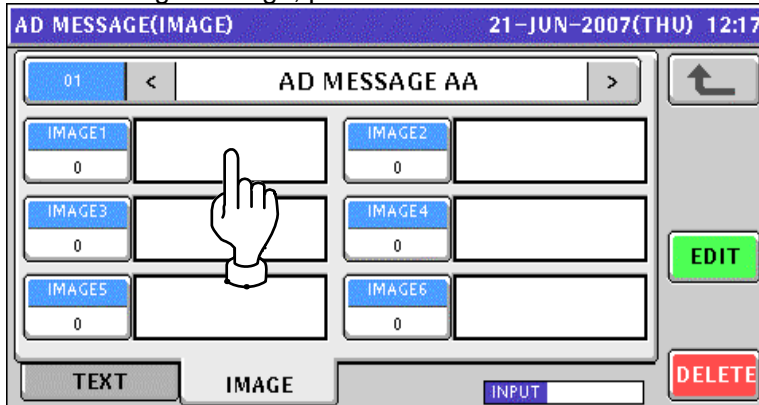 AD MESSAGE(IMAGE) 21-JUN-2007(THU) 12:17
01 < AD MESSAGE AA >
IMAGE1 IMAGE2
0 0
IMAGE3 IMAGE4
0 0
EDIT
IMAGE5 IMAGE6
0 0
TEXT IMAGE INPUT DELETE